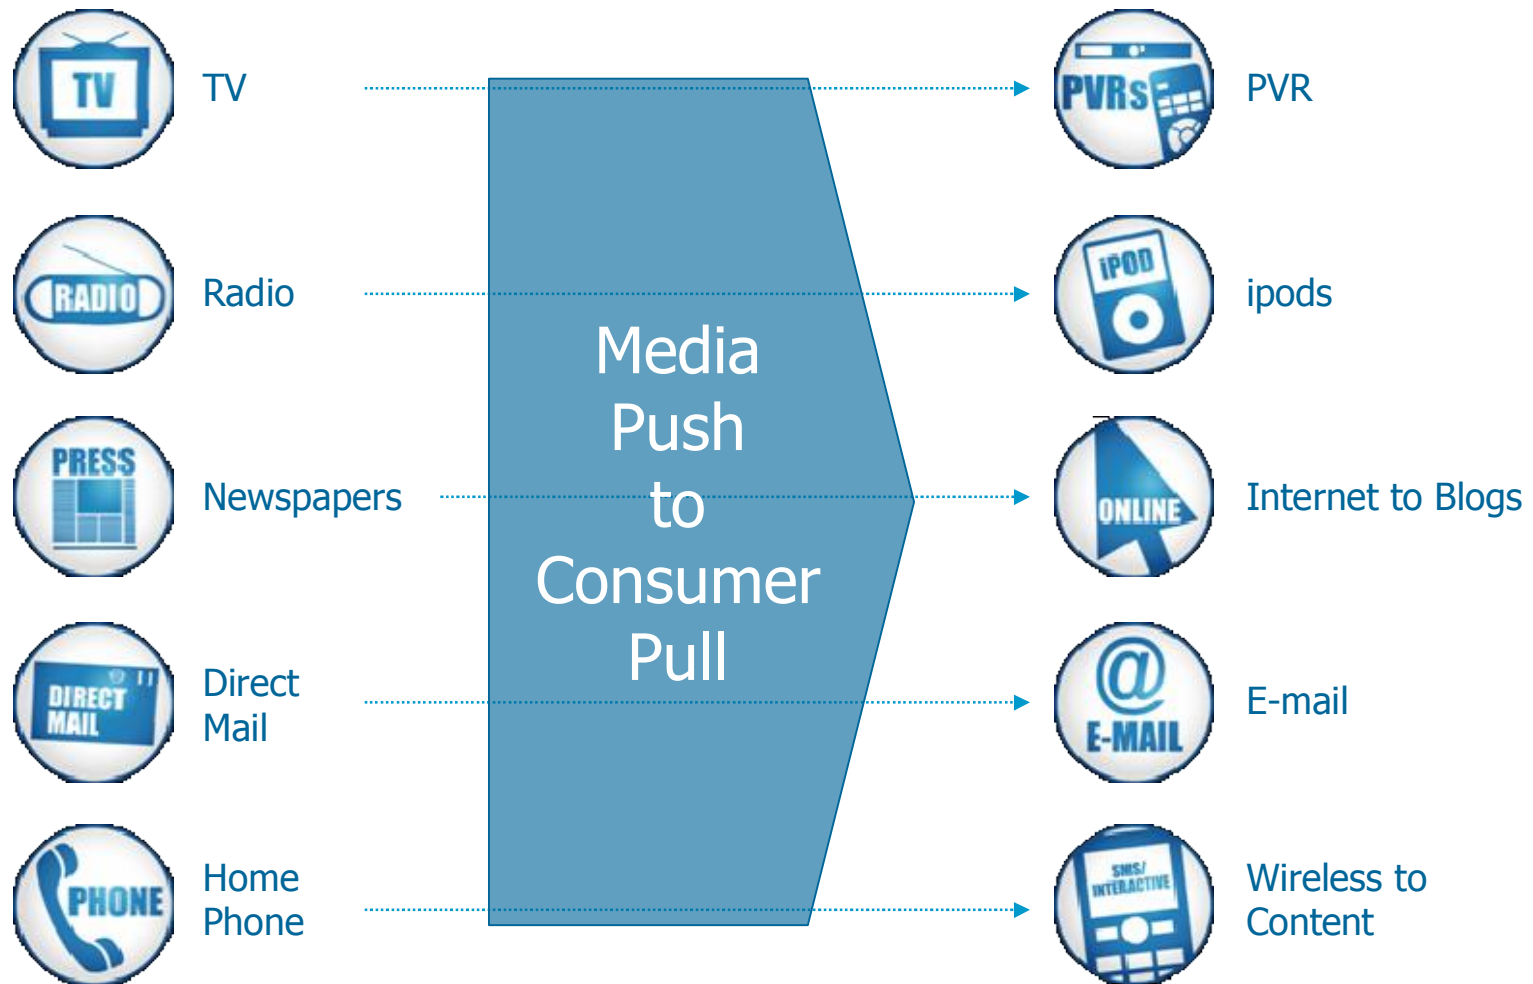 TV
TV
PVRs
PVR
RADIO
Radio
iPOD
ipods
Media
Push
to
Consumer
Pull
PRESS
Newspapers
ONLINE
Internet to Blogs
DIRECT
MAIL
Direct
Mail
@
E-MAIL
E-mail
PHONE
Home
Phone
SMS/
INTERACTIVE
Wireless to
Content